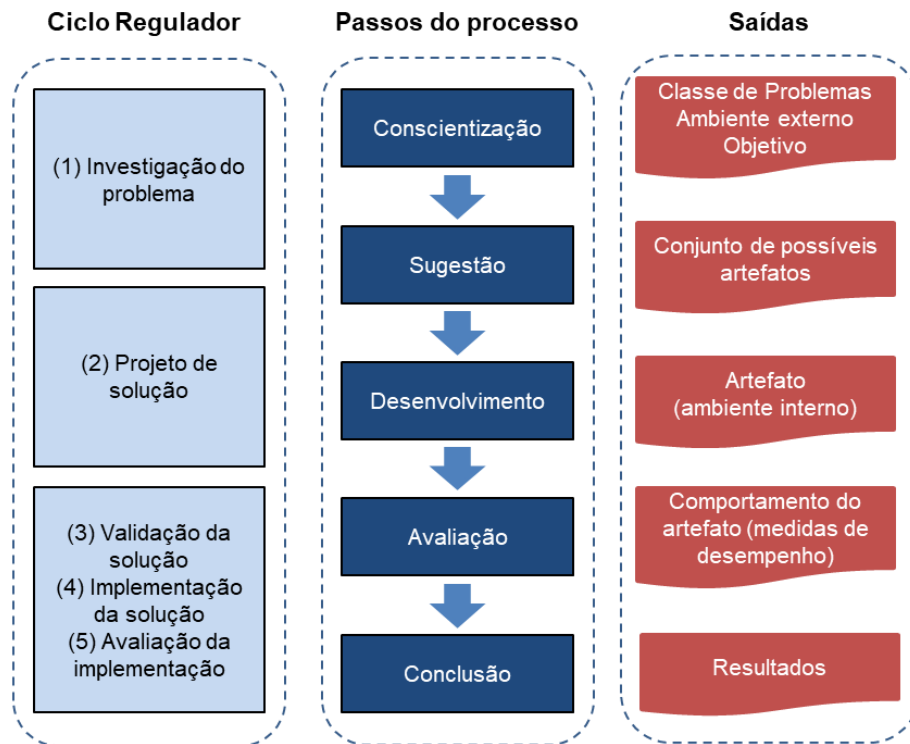 Ciclo Regulador
(1) Investigação do
problema
(2) Projeto de
solução
(3) Validação da
solução
(4) Implementação
da solução
(5) Avaliação da
implementação
Passos do processo
Conscientização
Sugestão
Desenvolvimento
Avaliação
Conclusão
Saídas
Classe de Problemas
Ambiente externo
Objetivo
Conjunto de possíveis
artefatos
Artefato
(ambiente interno)
Comportamento do
artefato (medidas de
desempenho)
Resultados